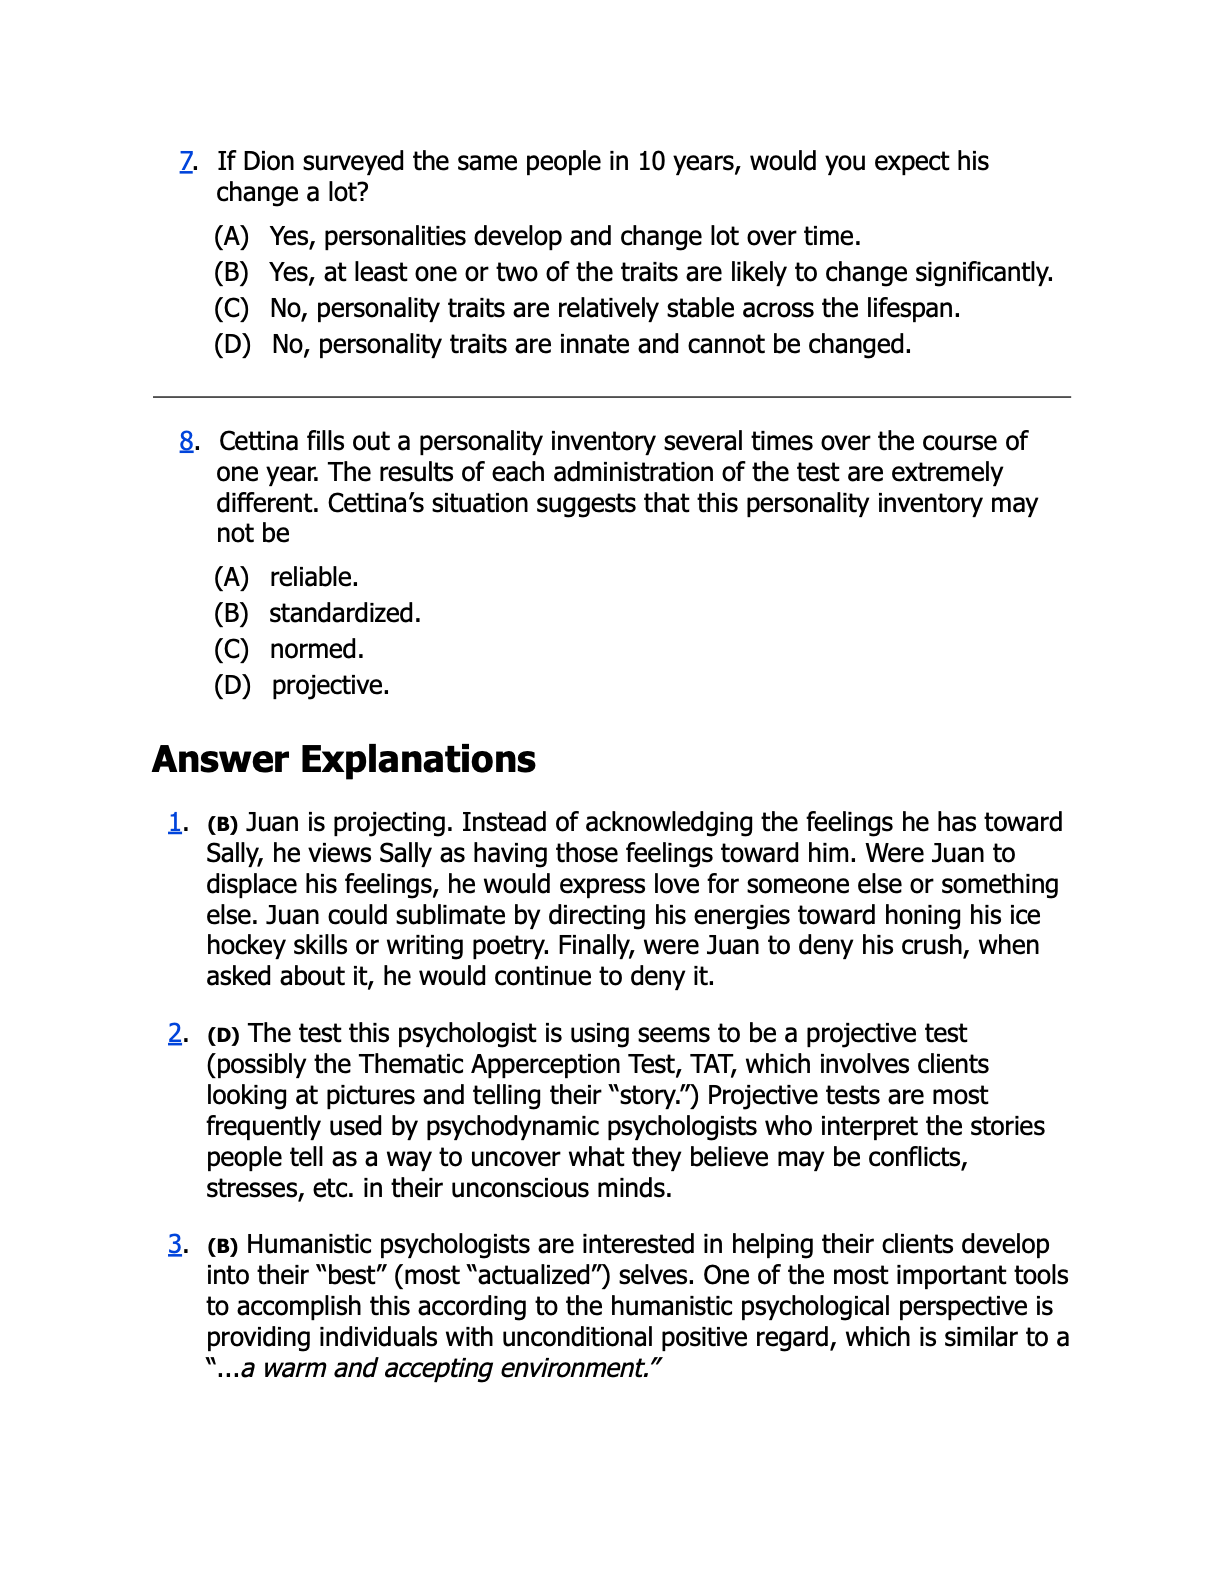 7. If Dion surveyed the same people in 10 years, would you expect his
change a lot?
(A) Yes, personalities develop and change lot over time.
(B) Yes, at least one or two of the traits are likely to change significantly.
(C) No, personality traits are relatively stable across the lifespan.
(D) No, personality traits are innate and cannot be changed.
8. Cettina fills out a personality inventory several times over the course of
one year. The results of each administration of the test are extremely
different. Cettina’s situation suggests that this personality inventory may
not be
(A) reliable.
(B) standardized.
(C) normed.
(D) projective.
Answer Explanations
1. (B) Juan is projecting. Instead of acknowledging the feelings he has toward
Sally, he views Sally as having those feelings toward him. Were Juan to
displace his feelings, he would express love for someone else or something
else. Juan could sublimate by directing his energies toward honing his ice
hockey skills or writing poetry. Finally, were Juan to deny his crush, when
asked about it, he would continue to deny it.
2. (D) The test this psychologist is using seems to be a projective test
(possibly the Thematic Apperception Test, TAT, which involves clients
looking at pictures and telling their “story.”) Projective tests are most
frequently used by psychodynamic psychologists who interpret the stories
people tell as a way to uncover what they believe may be conflicts,
stresses, etc. in their unconscious minds.
3. (B) Humanistic psychologists are interested in helping their clients develop
into their “best” (most “actualized”) selves. One of the most important tools
to accomplish this according to the humanistic psychological perspective is
providing individuals with unconditional positive regard, which is similar to a
“...a warm and accepting environment.”